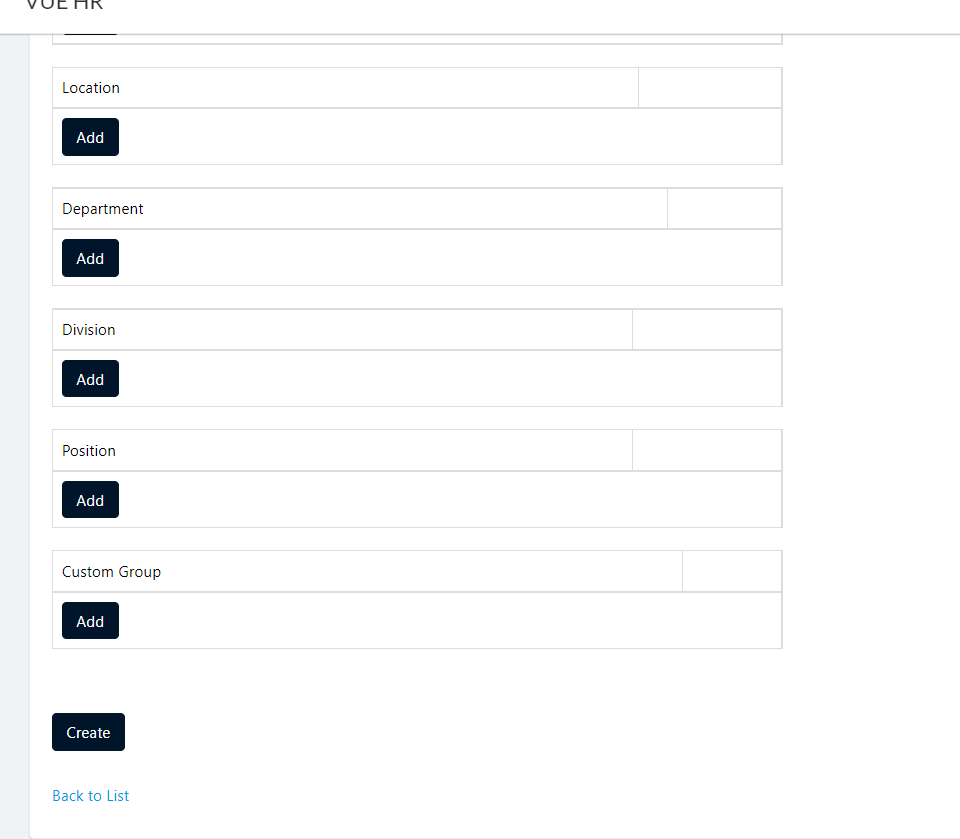 VUE HR
Location
Add
Department
Add
Division
Add
Position
Add
Custom Group
Add
Create
Back to List